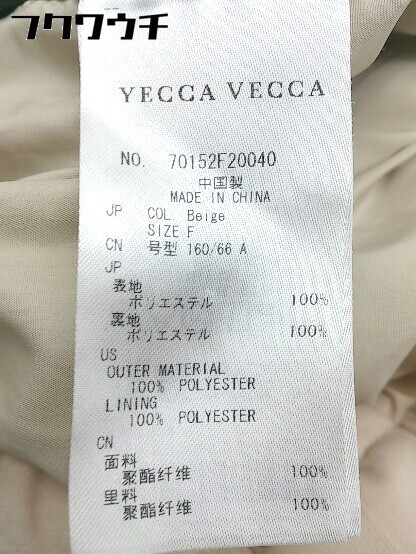 フクワウチ
YECCA VECCA
NO. 70152F20040
中国製
MADE IN CHINA
JP COL Beige
SIZE F
CN 号型 160/66 A
JP
表地
ポリエステル 100%
裏地
ポリエステル 100%
US
OUTER MATERIAL
100% POLYESTER
LINING
100% POLYESTER
CN
面料
聚酯纤维 100%
里料
聚酯纤维 100%